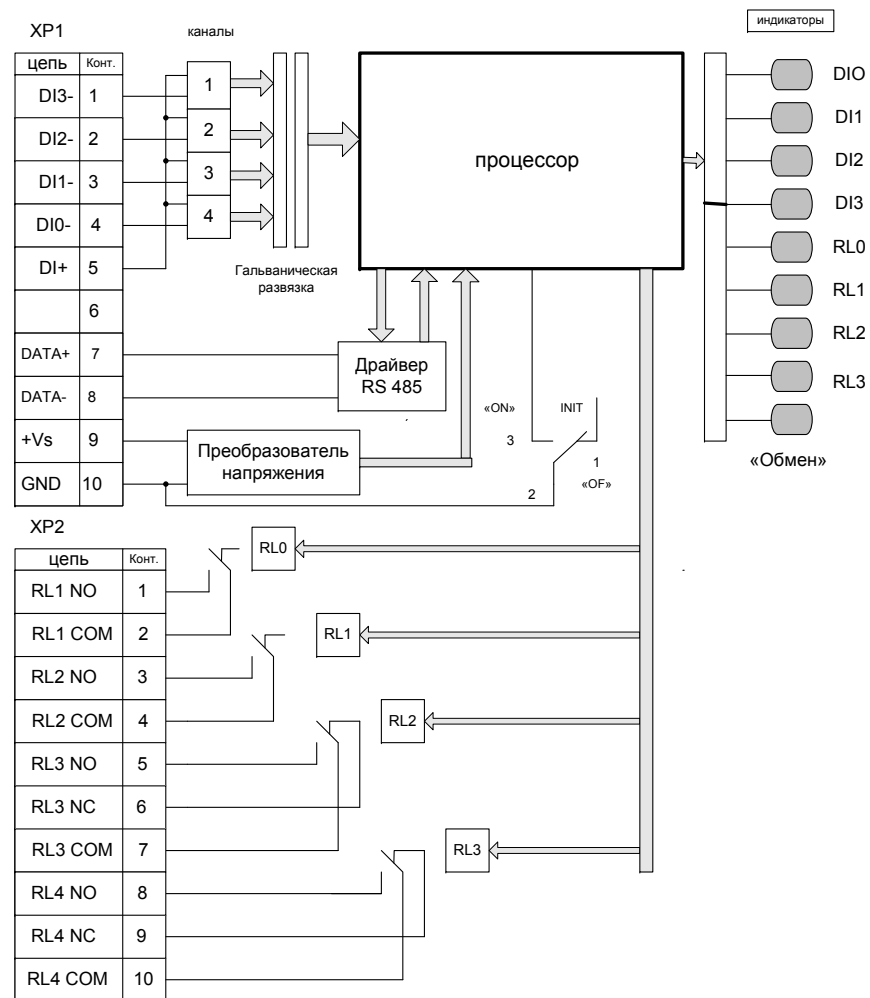 XP1
каналы
индикаторы
цепь Конт.
DI3- 1
DI2- 2
DI1- 3
DI0- 4
DI+ 5
6
DATA+ 7
DATA- 8
+Vs 9
GND 10
1
2
3
4
Гальваническая
развязка
процессор
Драйвер
RS 485
Преобразователь
напряжения
«ON»
INIT
3
1
«OF»
2
DIO
DI1
DI2
DI3
RL0
RL1
RL2
RL3
«Обмен»
XP2
цепь Конт.
RL1 NO 1
RL1 COM 2
RL2 NO 3
RL2 COM 4
RL3 NO 5
RL3 NC 6
RL3 COM 7
RL4 NO 8
RL4 NC 9
RL4 COM 10
RL0
RL1
RL2
RL3